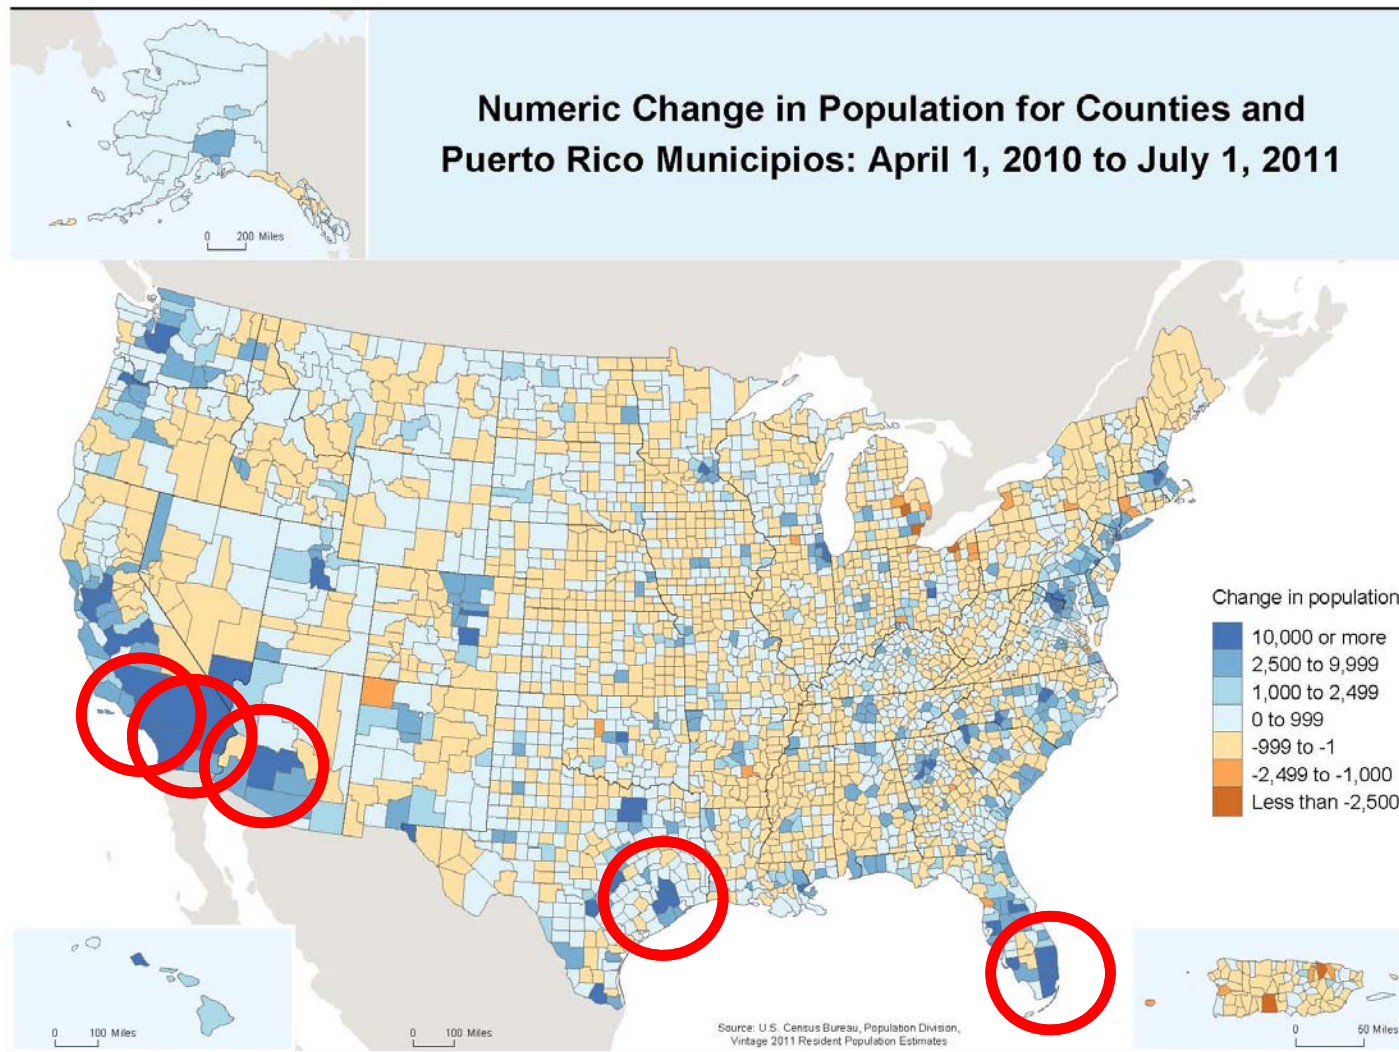 Numeric Change in Population for Counties and
Puerto Rico Municipios: April 1, 2010 to July 1, 2011
0 200 Miles
Change in population
10,000 or more
2,500 to 9,999
1,000 to 2,499
0 to 999
-999 to -1
-2,499 to -1,000
Less than -2,500
0 100 Miles
0 100 Miles
Source: U.S. Census Bureau, Population Division,
Vintage 2011 Resident Population Estimates
0 50 Miles